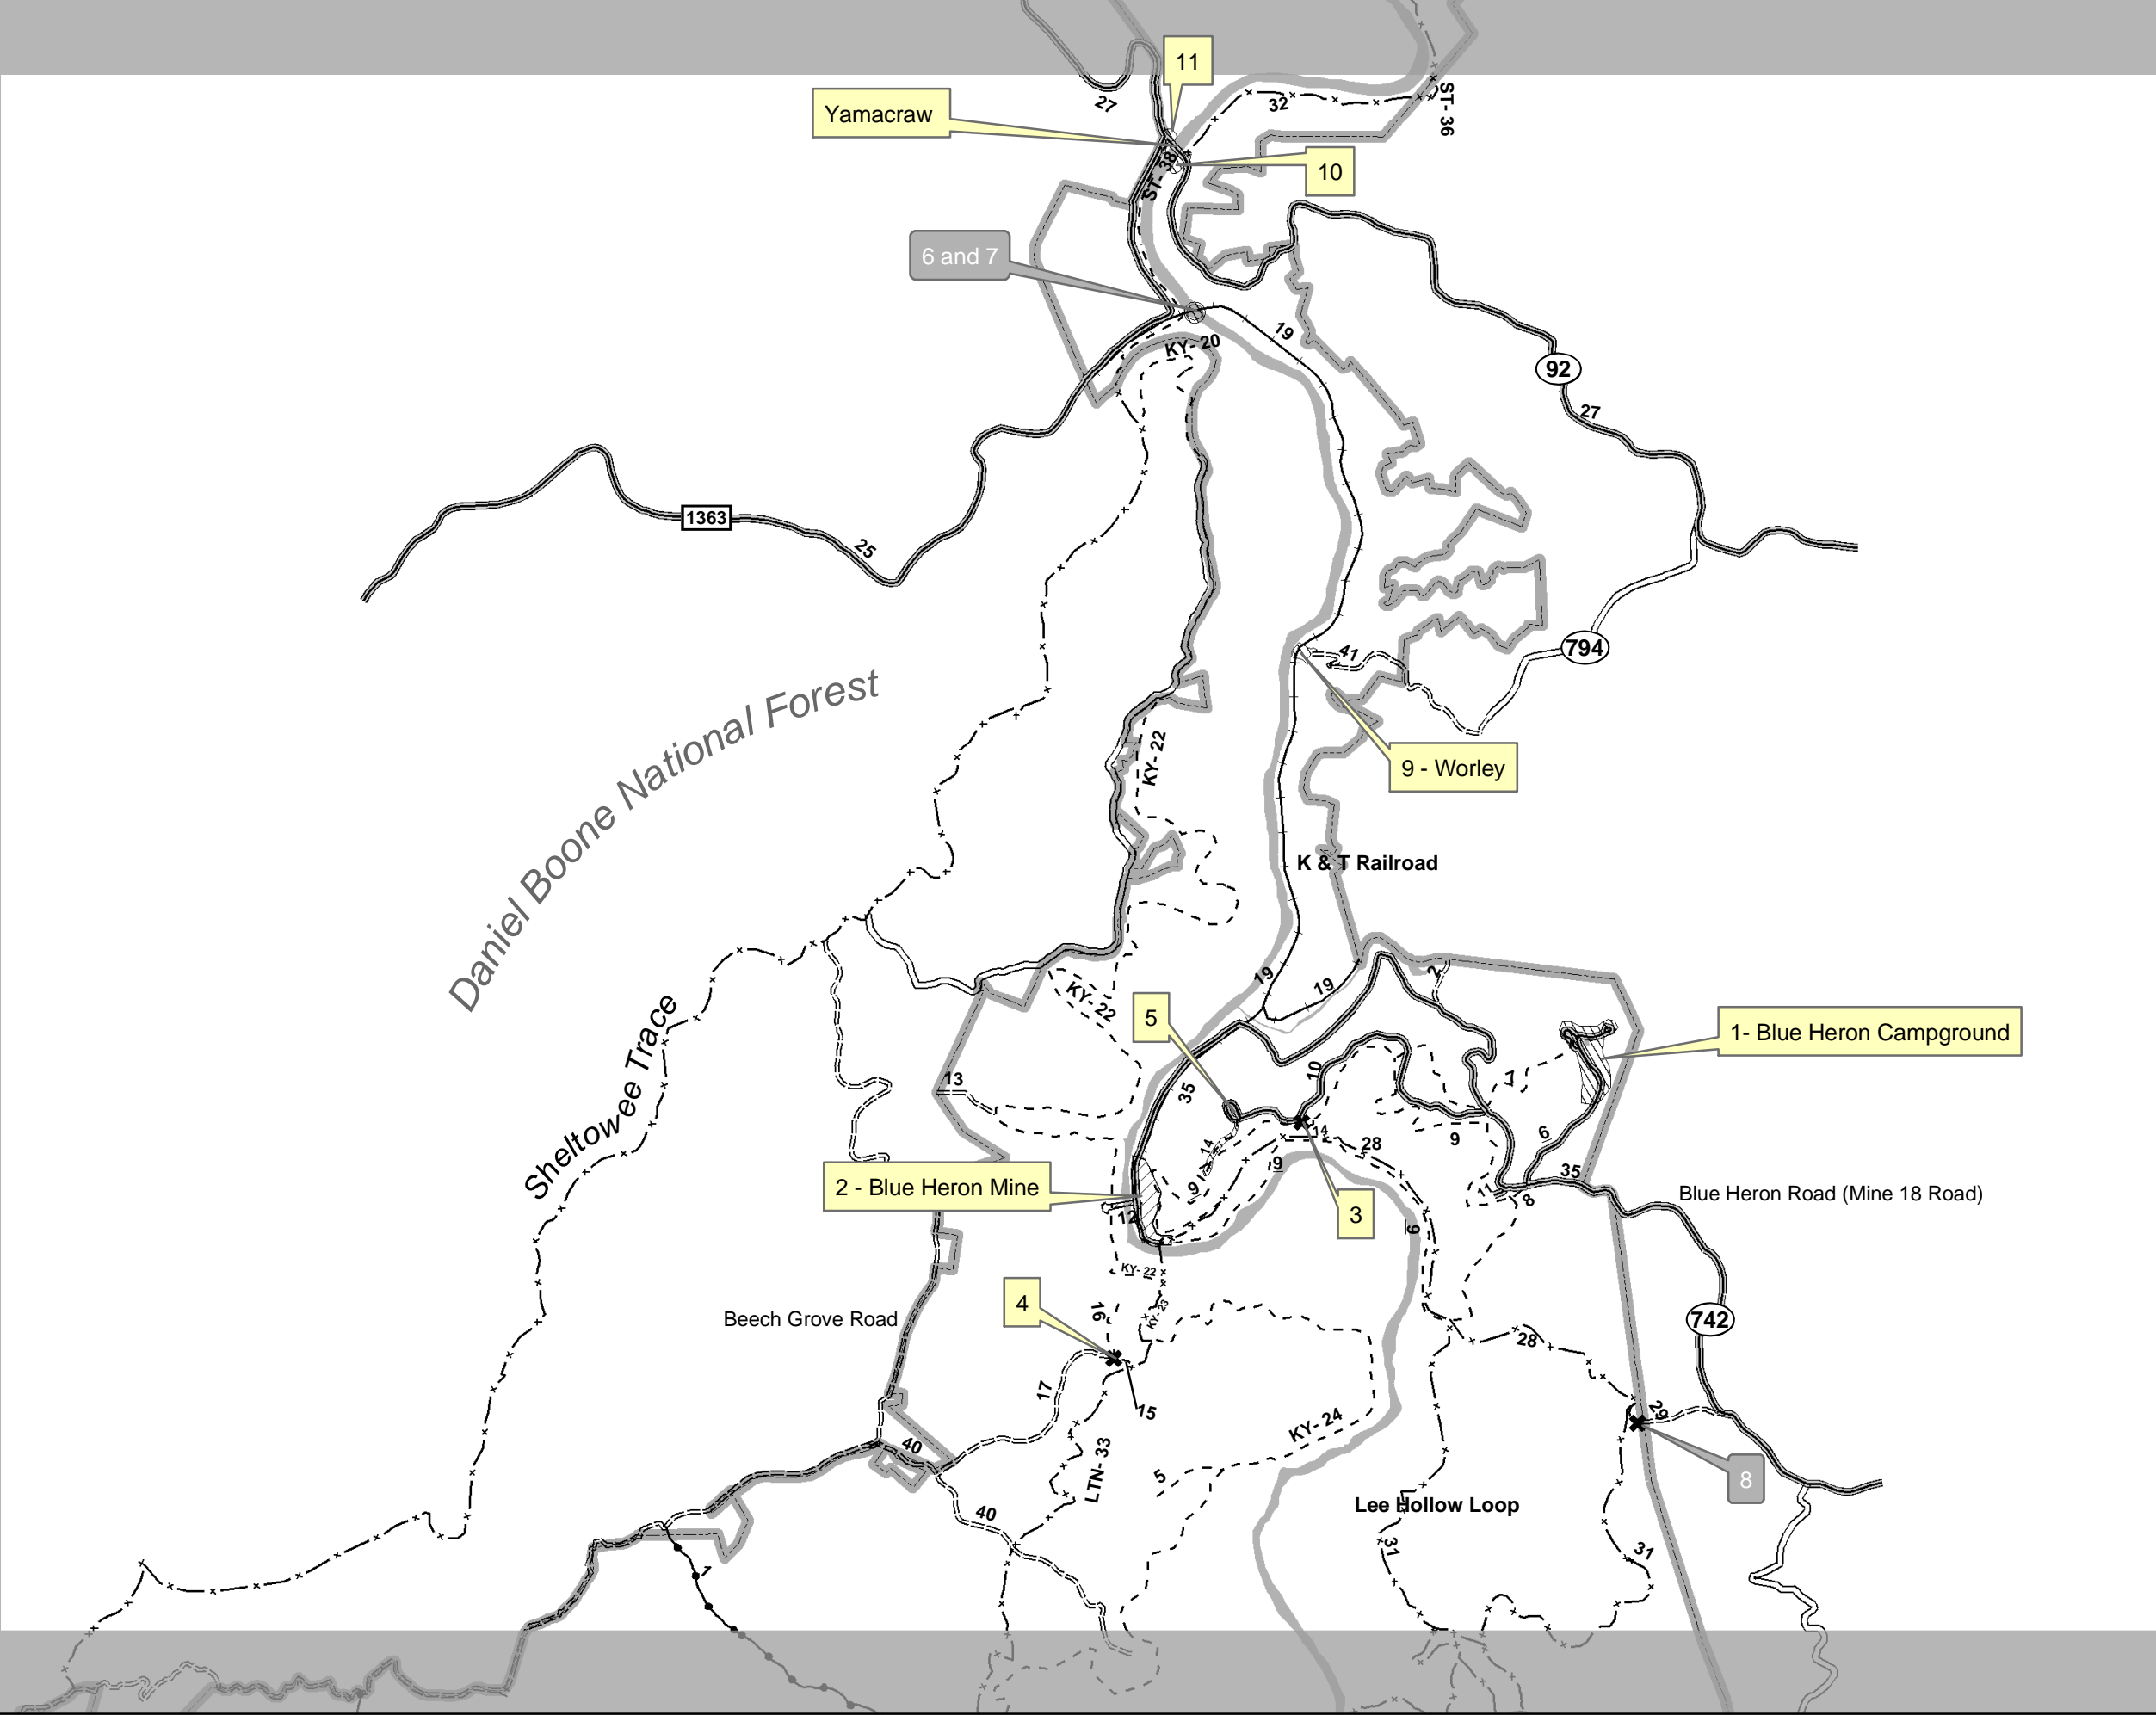 11
27
32
ST- 36
Yamacraw
ST- 38
10
6 and 7
19
KY- 20
92
27
1363
25
41
794
Daniel Boone National Forest
KY- 22
9 - Worley
K & T Railroad
19
19
2
KY- 22
5
1- Blue Heron Campground
Sheltowee Trace
13
35
10
7
14
14
28
9
6
9
9
35
2 - Blue Heron Mine
11
8
Blue Heron Road (Mine 18 Road)
12
3
9
KY- 22
4
16
KY- 23
Beech Grove Road
28
742
17
15
29
KY- 24
40
5
LTN- 33
8
Lee Hollow Loop
40
31
31
1